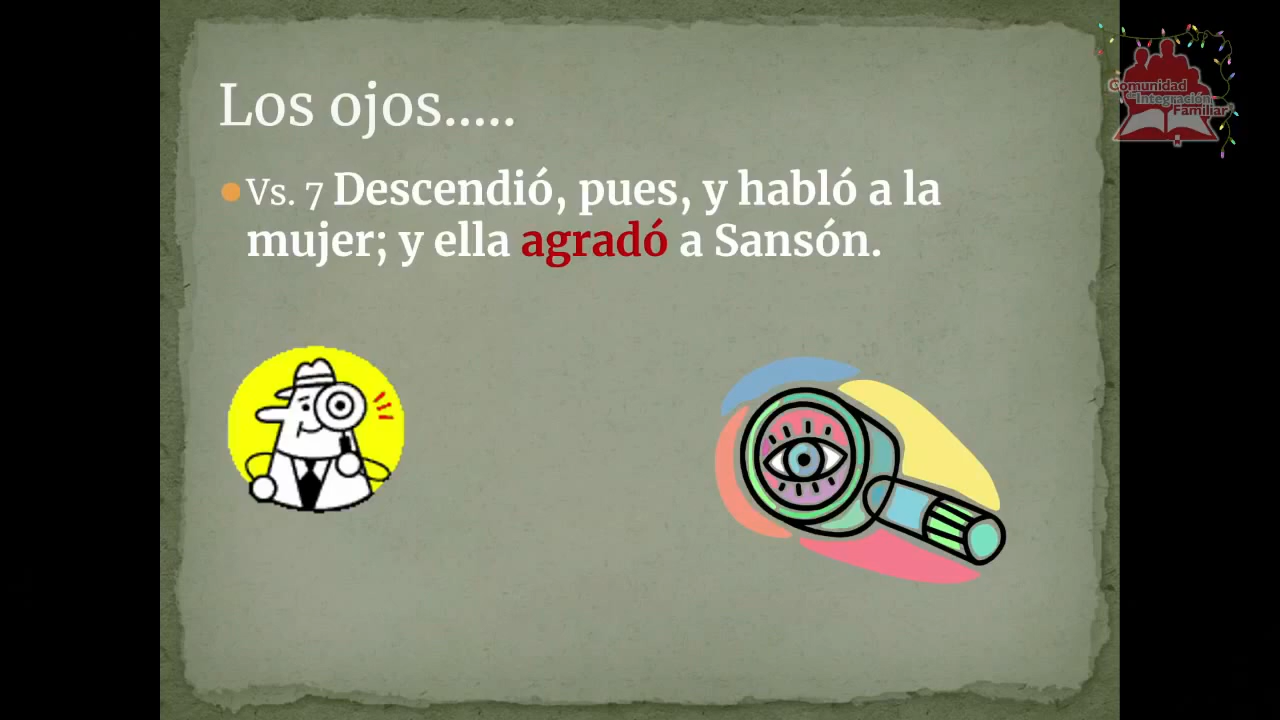 Los ojos.....
Vs. 7 Descendió, pues, y habló a la
mujer; y ella agradó a Sansón.
Comunidad
"Integración
Familiar"